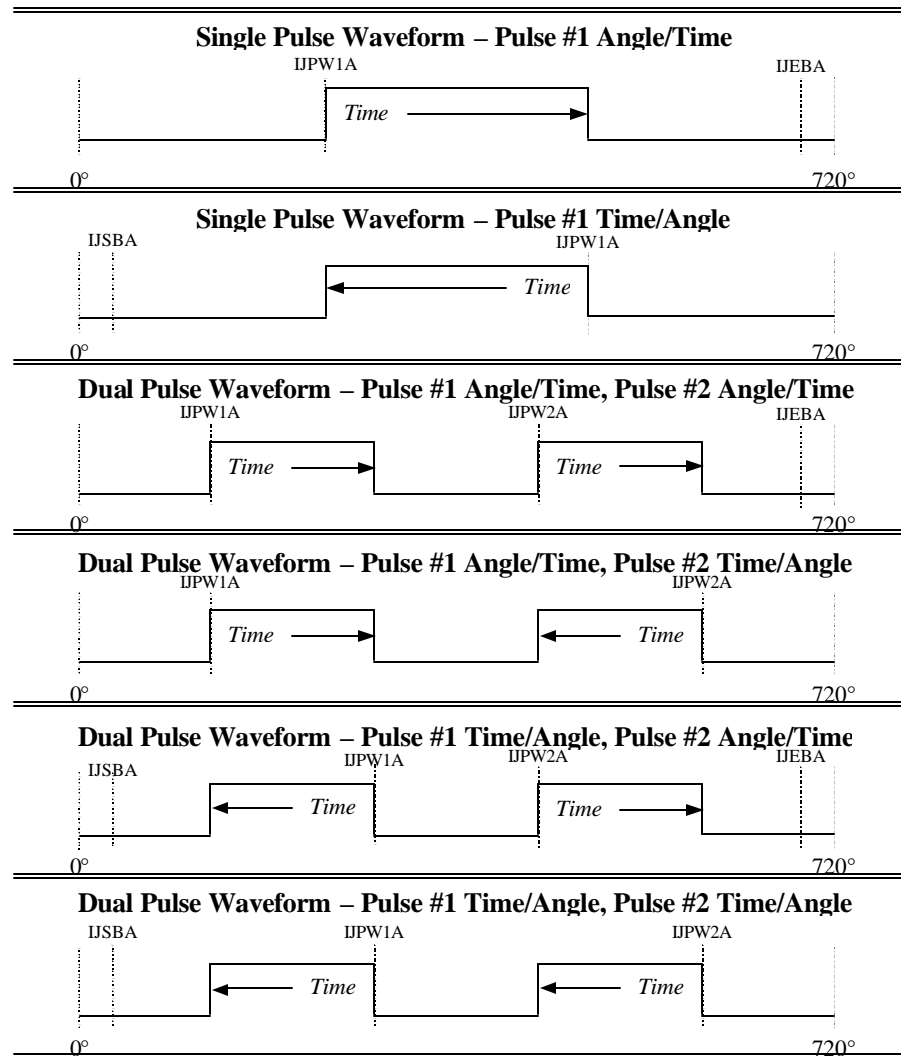 Single Pulse Waveform – Pulse #1 Angle/Time
IJPW1A IJEBA
Time
0° 720°
Single Pulse Waveform – Pulse #1 Time/Angle
IJSBA IJPW1A
Time
0° 720°
Dual Pulse Waveform – Pulse #1 Angle/Time, Pulse #2 Angle/Time
IJPW1A IJPW2A IJEBA
Time Time
0° 720°
Dual Pulse Waveform – Pulse #1 Angle/Time, Pulse #2 Time/Angle
IJPW1A IJPW2A
Time Time
0° 720°
Dual Pulse Waveform – Pulse #1 Time/Angle, Pulse #2 Angle/Time
IJSBA IJPW1A IJPW2A IJEBA
Time Time
0° 720°
Dual Pulse Waveform – Pulse #1 Time/Angle, Pulse #2 Time/Angle
IJSBA IJPW1A IJPW2A
Time Time
0° 720°